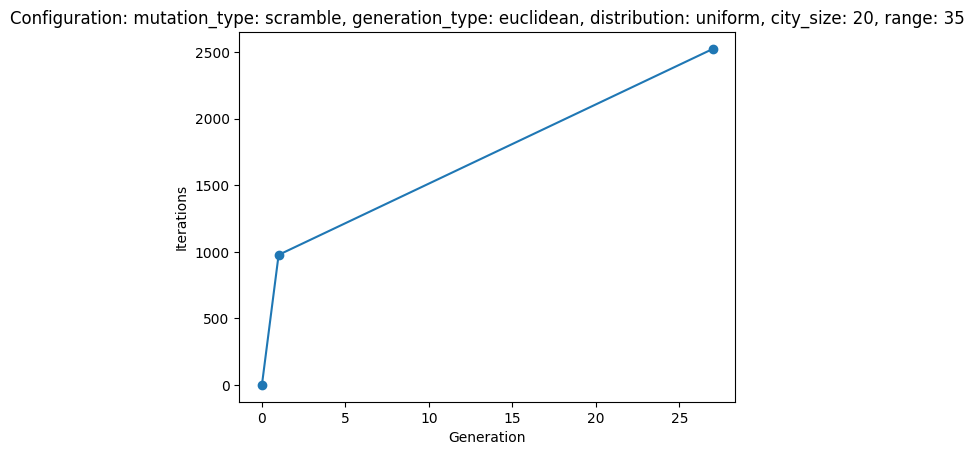 Configuration: mutation_type: scramble, generation_type: euclidean, distribution: uniform, city_size: 20, range: 35
2500
2000
1500
1000
500
0
Iterations
0 5 10 15 20 25
Generation